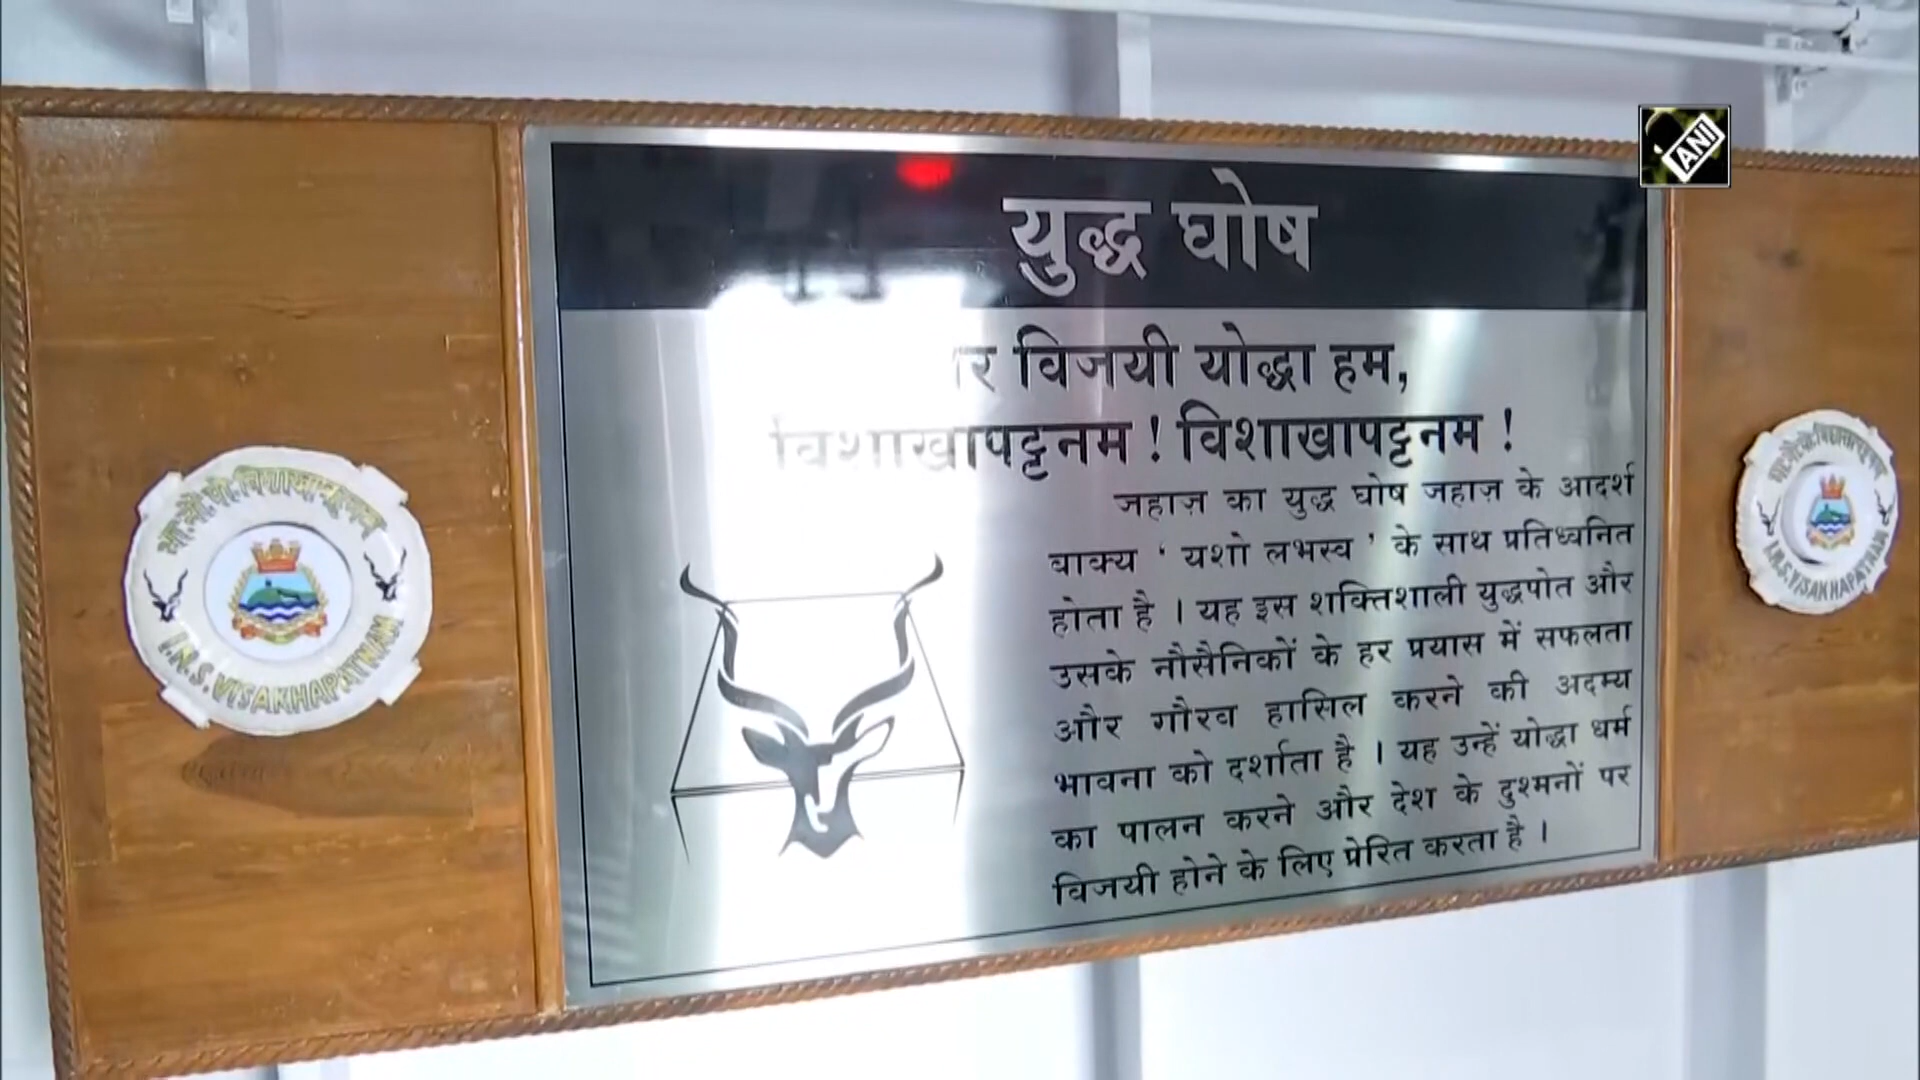 ANI
युद्ध घोष
विजयी योद्धा हम,
विशाखापट्टनम ! विशाखापट्टनम !
जहाज़ का युद्ध घोष जहाज़ के आदर्श
वाक्य ‘ यशो लभस्व ’ के साथ प्रतिध्वनित
होता है । यह इस शक्तिशाली युद्धपोत और
उसके नौसैनिकों के हर प्रयास में सफलता
और गौरव हासिल करने की अदम्य
भावना को दर्शाता है । यह उन्हें योद्धा धर्म
का पालन करने और देश के दुश्मनों पर
विजयी होने के लिए प्रेरित करता है ।
I.N.S.VISAKHAPATNAM
I.N.S.VISAKHAPATNAM